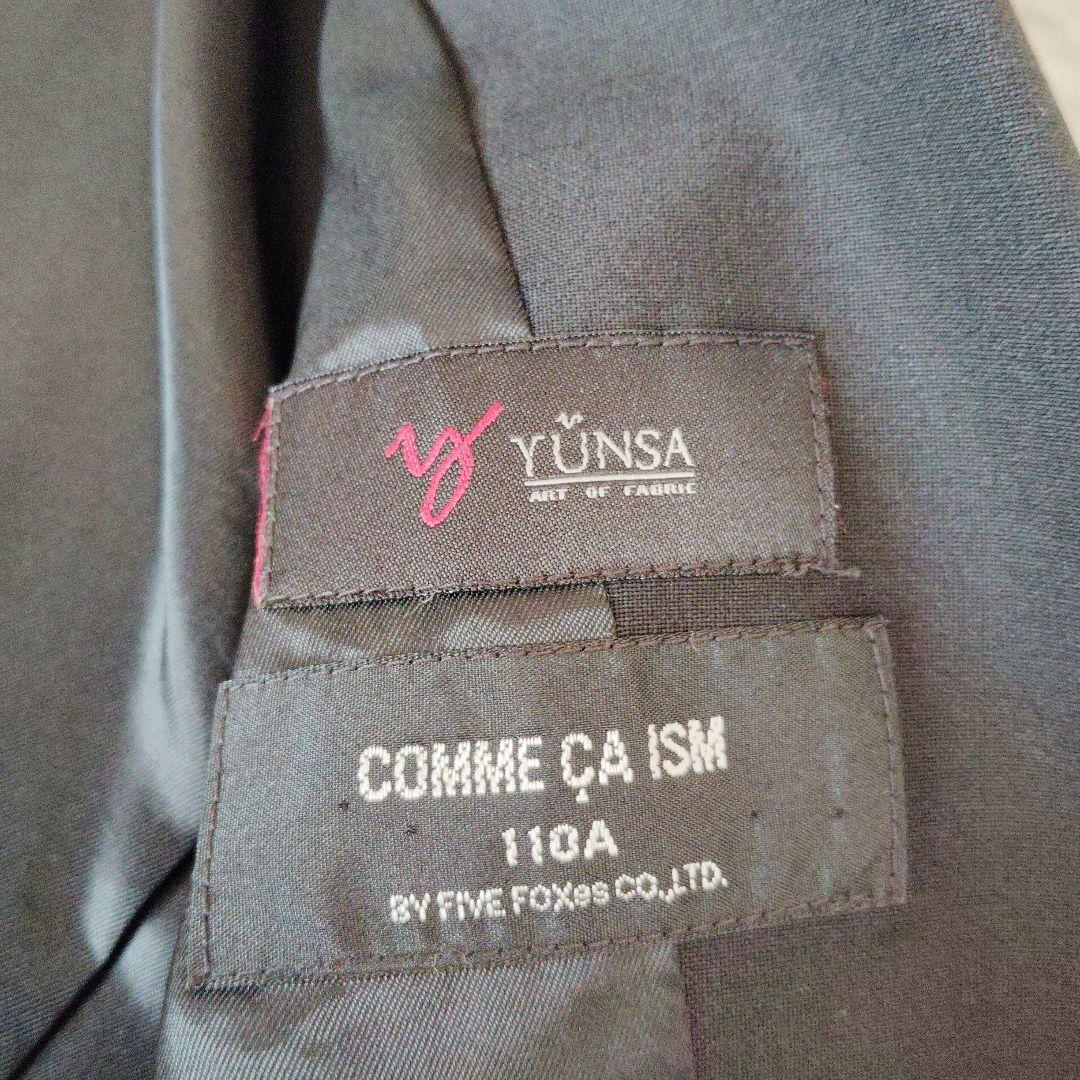 y YÜNSA
ART OF FABRIC
COMME ÇA ISM
110A
BY FIVE FOXes CO.,LTD.